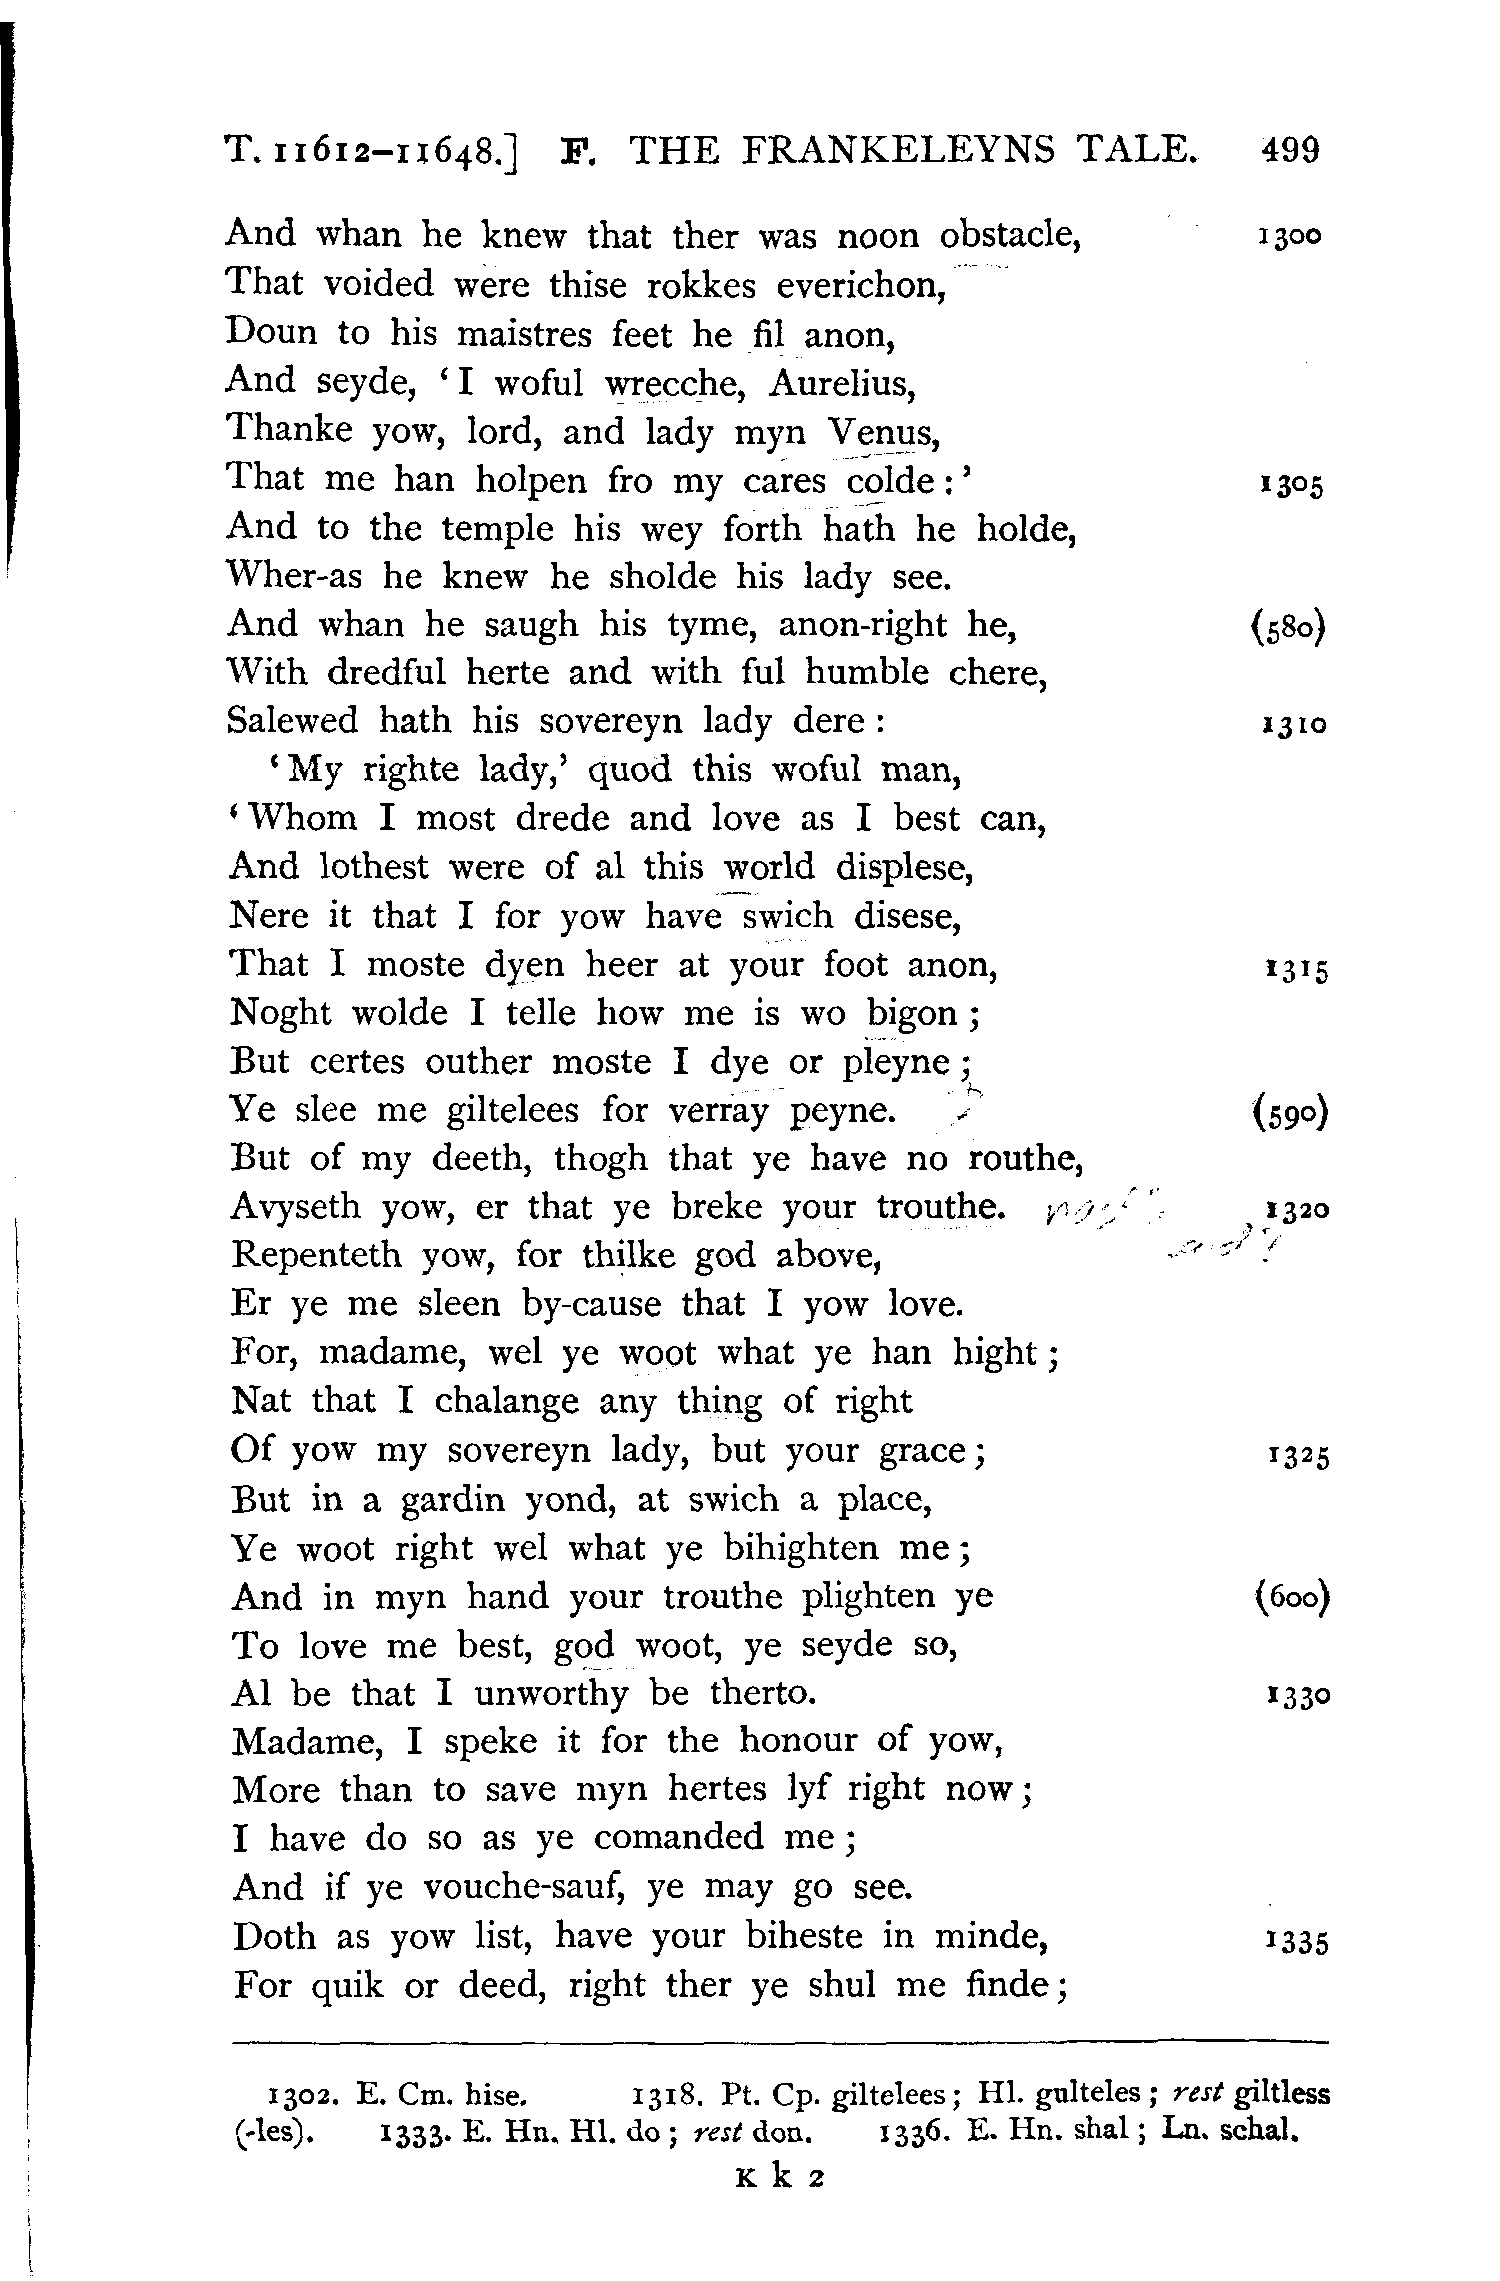 T. 11612–11648.] F. THE FRANKELEYNS TALE. 499
And whan he knew that ther was noon obstacle, 1300
That voided were thise rokkes everichon,
Doun to his maistres feet he fil anon,
And seyde, ‘I woful wrecche, Aurelius,
Thanke yow, lord, and lady myn Venus,
That me han holpen fro my cares colde:’ 1305
And to the temple his wey forth hath he holde,
Wher-as he knew he sholde his lady see.
And whan he saugh his tyme, anon-right he, (580)
With dredful herte and with ful humble chere,
Salewed hath his sovereyn lady dere: 1310
‘My righte lady,’ quod this woful man,
‘Whom I most drede and love as I best can,
And lothest were of al this world displese,
Nere it that I for yow have swich disese,
That I moste dyen heer at your foot anon, 1315
Noght wolde I telle how me is wo bigon;
But certes outher moste I dye or pleyne;
Ye slee me giltelees for verray peyne. (590)
But of my deeth, thogh that ye have no routhe,
Avyseth yow, er that ye breke your trouthe. 1320
Repenteth yow, for thilke god above,
Er ye me sleen by-cause that I yow love.
For, madame, wel ye woot what ye han hight;
Nat that I chalange any thing of right
Of yow my sovereyn lady, but your grace; 1325
But in a gardin yond, at swich a place,
Ye woot right wel what ye bihighten me;
And in myn hand your trouthe plighten ye (600)
To love me best, god woot, ye seyde so,
Al be that I unworthy be therto. 1330
Madame, I speke it for the honour of yow,
More than to save myn hertes lyf right now;
I have do so as ye comanded me;
And if ye vouche-sauf, ye may go see.
Doth as yow list, have your biheste in minde, 1335
For quik or deed, right ther ye shul me finde;
1302. E. Cm. hise. 1318. Pt. Cp. giltelees; Hl. gulteles; rest giltless
(-les). 1333. E. Hn. Hl. do; rest don. 1336. E. Hn. shal; Ln. schal.
K k 2